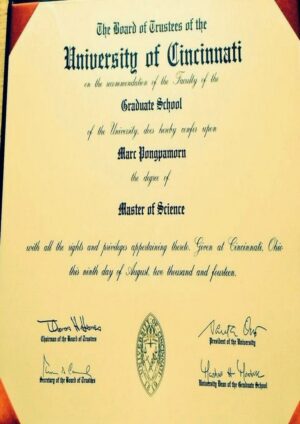 The Board of Trustees of the
University of Cincinnati
on the recommendation of the Faculty of the
Graduate School
of the University, does hereby confer upon
Marc Pongpamorn
the degree of
Master of Science
with all the rights and privileges appertaining thereto. Given at Cincinnati, Ohio
this ninth day of August, two thousand and fourteen.
Chairman of the Board of Trustees
President of the University
Secretary of the Board of Trustees
University Dean of the Graduate School